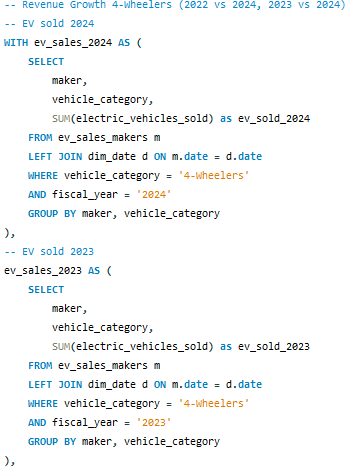 -- Revenue Growth 4-Wheelers (2022 vs 2024, 2023 vs 2024)
-- EV sold 2024
WITH ev_sales_2024 AS (
    SELECT
        maker,
        vehicle_category,
        SUM(electric_vehicles_sold) as ev_sold_2024
    FROM ev_sales_makers m
    LEFT JOIN dim_date d ON m.date = d.date
    WHERE vehicle_category = '4-Wheelers'
    AND fiscal_year = '2024'
    GROUP BY maker, vehicle_category
),
-- EV sold 2023
ev_sales_2023 AS (
    SELECT
        maker,
        vehicle_category,
        SUM(electric_vehicles_sold) as ev_sold_2023
    FROM ev_sales_makers m
    LEFT JOIN dim_date d ON m.date = d.date
    WHERE vehicle_category = '4-Wheelers'
    AND fiscal_year = '2023'
    GROUP BY maker, vehicle_category
),